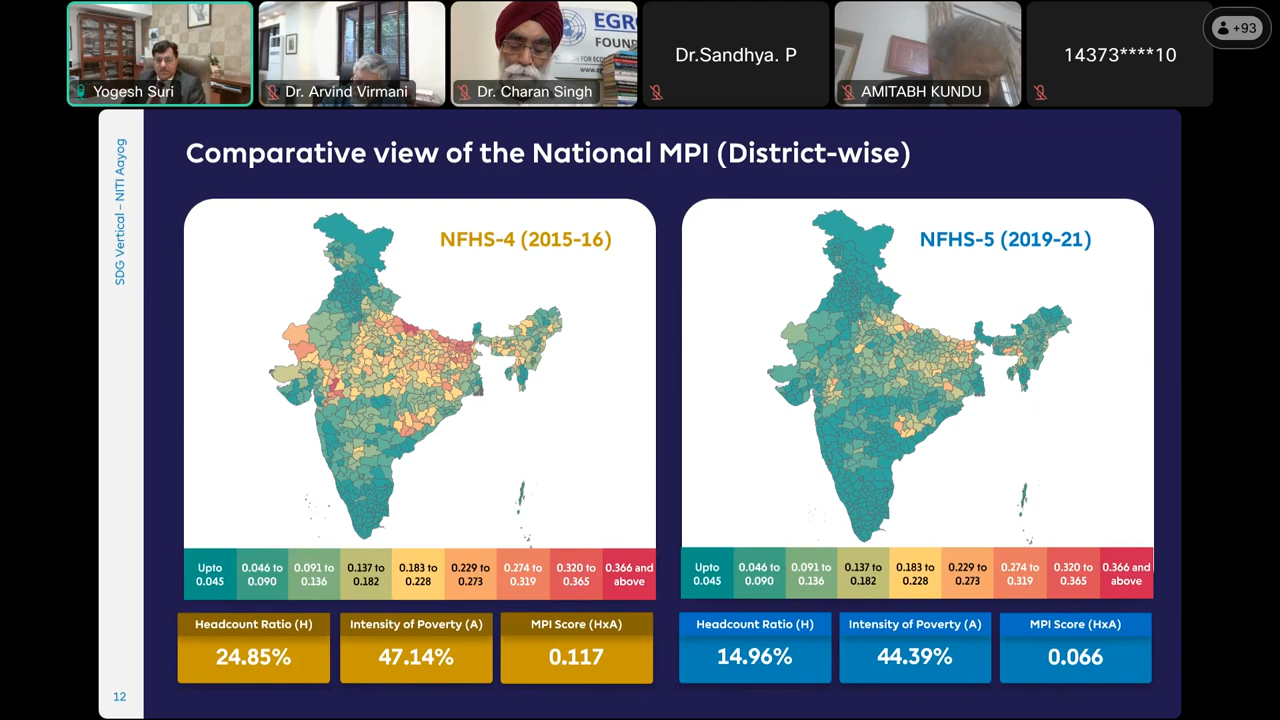 EGRO
FOUN
ION FOR ECO
www.eg
Dr.Sandhya. P
14373****10
+93
Yogesh Suri
Dr. Arvind Virmani
Dr. Charan Singh
AMITABH KUNDU
SDG Vertical – NITI Aayog
Comparative view of the National MPI (District-wise)
NFHS-4 (2015-16)
Upto 0.045
0.046 to 0.090
0.091 to 0.136
0.137 to 0.182
0.183 to 0.228
0.229 to 0.273
0.274 to 0.319
0.320 to 0.365
0.366 and above
Headcount Ratio (H)
24.85%
Intensity of Poverty (A)
47.14%
MPI Score (HxA)
0.117
NFHS-5 (2019-21)
Upto 0.045
0.046 to 0.090
0.091 to 0.136
0.137 to 0.182
0.183 to 0.228
0.229 to 0.273
0.274 to 0.319
0.320 to 0.365
0.366 and above
Headcount Ratio (H)
14.96%
Intensity of Poverty (A)
44.39%
MPI Score (HxA)
0.066
12